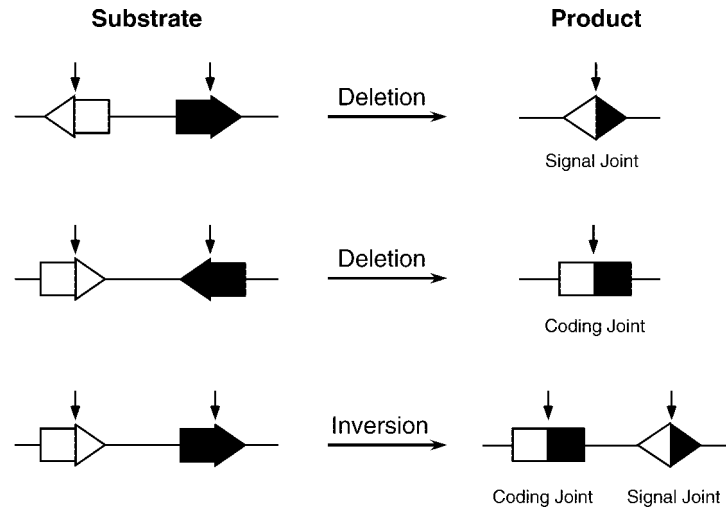 Substrate
Product
Deletion
Signal Joint
Deletion
Coding Joint
Inversion
Coding Joint
Signal Joint